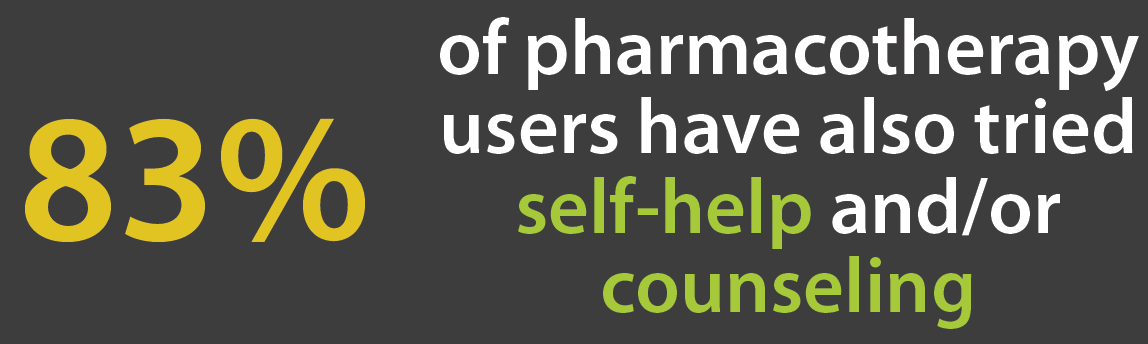 83%
of pharmacotherapy
users have also tried
self-help and/or
counseling